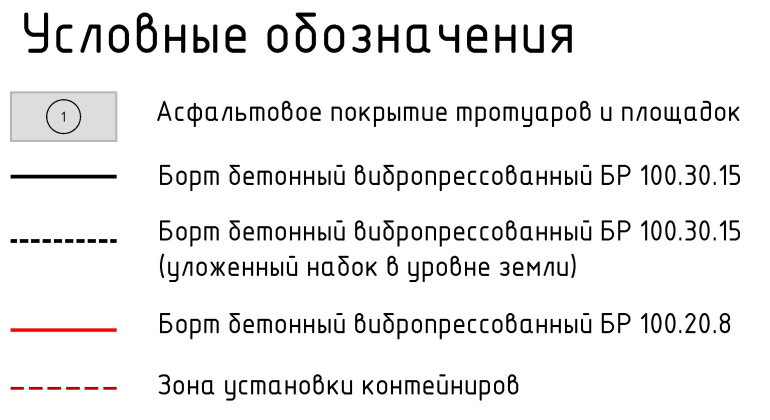 Условные обозначения
1 Асфальтовое покрытие тротуаров и площадок
Борт бетонный вибропрессованный БР 100.30.15
Борт бетонный вибропрессованный БР 100.30.15
(уложенный набок в уровне земли)
Борт бетонный вибропрессованный БР 100.20.8
Зона установки контейниров